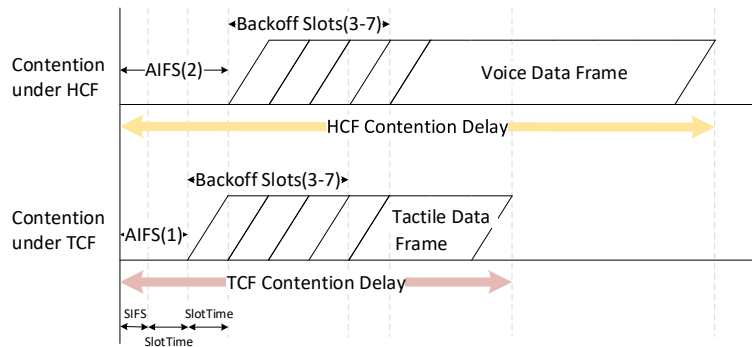 Backoff Slots(3-7)
Contention
under HCF
AIFS(2)
Voice Data Frame
HCF Contention Delay
Backoff Slots(3-7)
Contention
under TCF
AIFS(1)
Tactile Data
Frame
TCF Contention Delay
SIFS
SlotTime
SlotTime